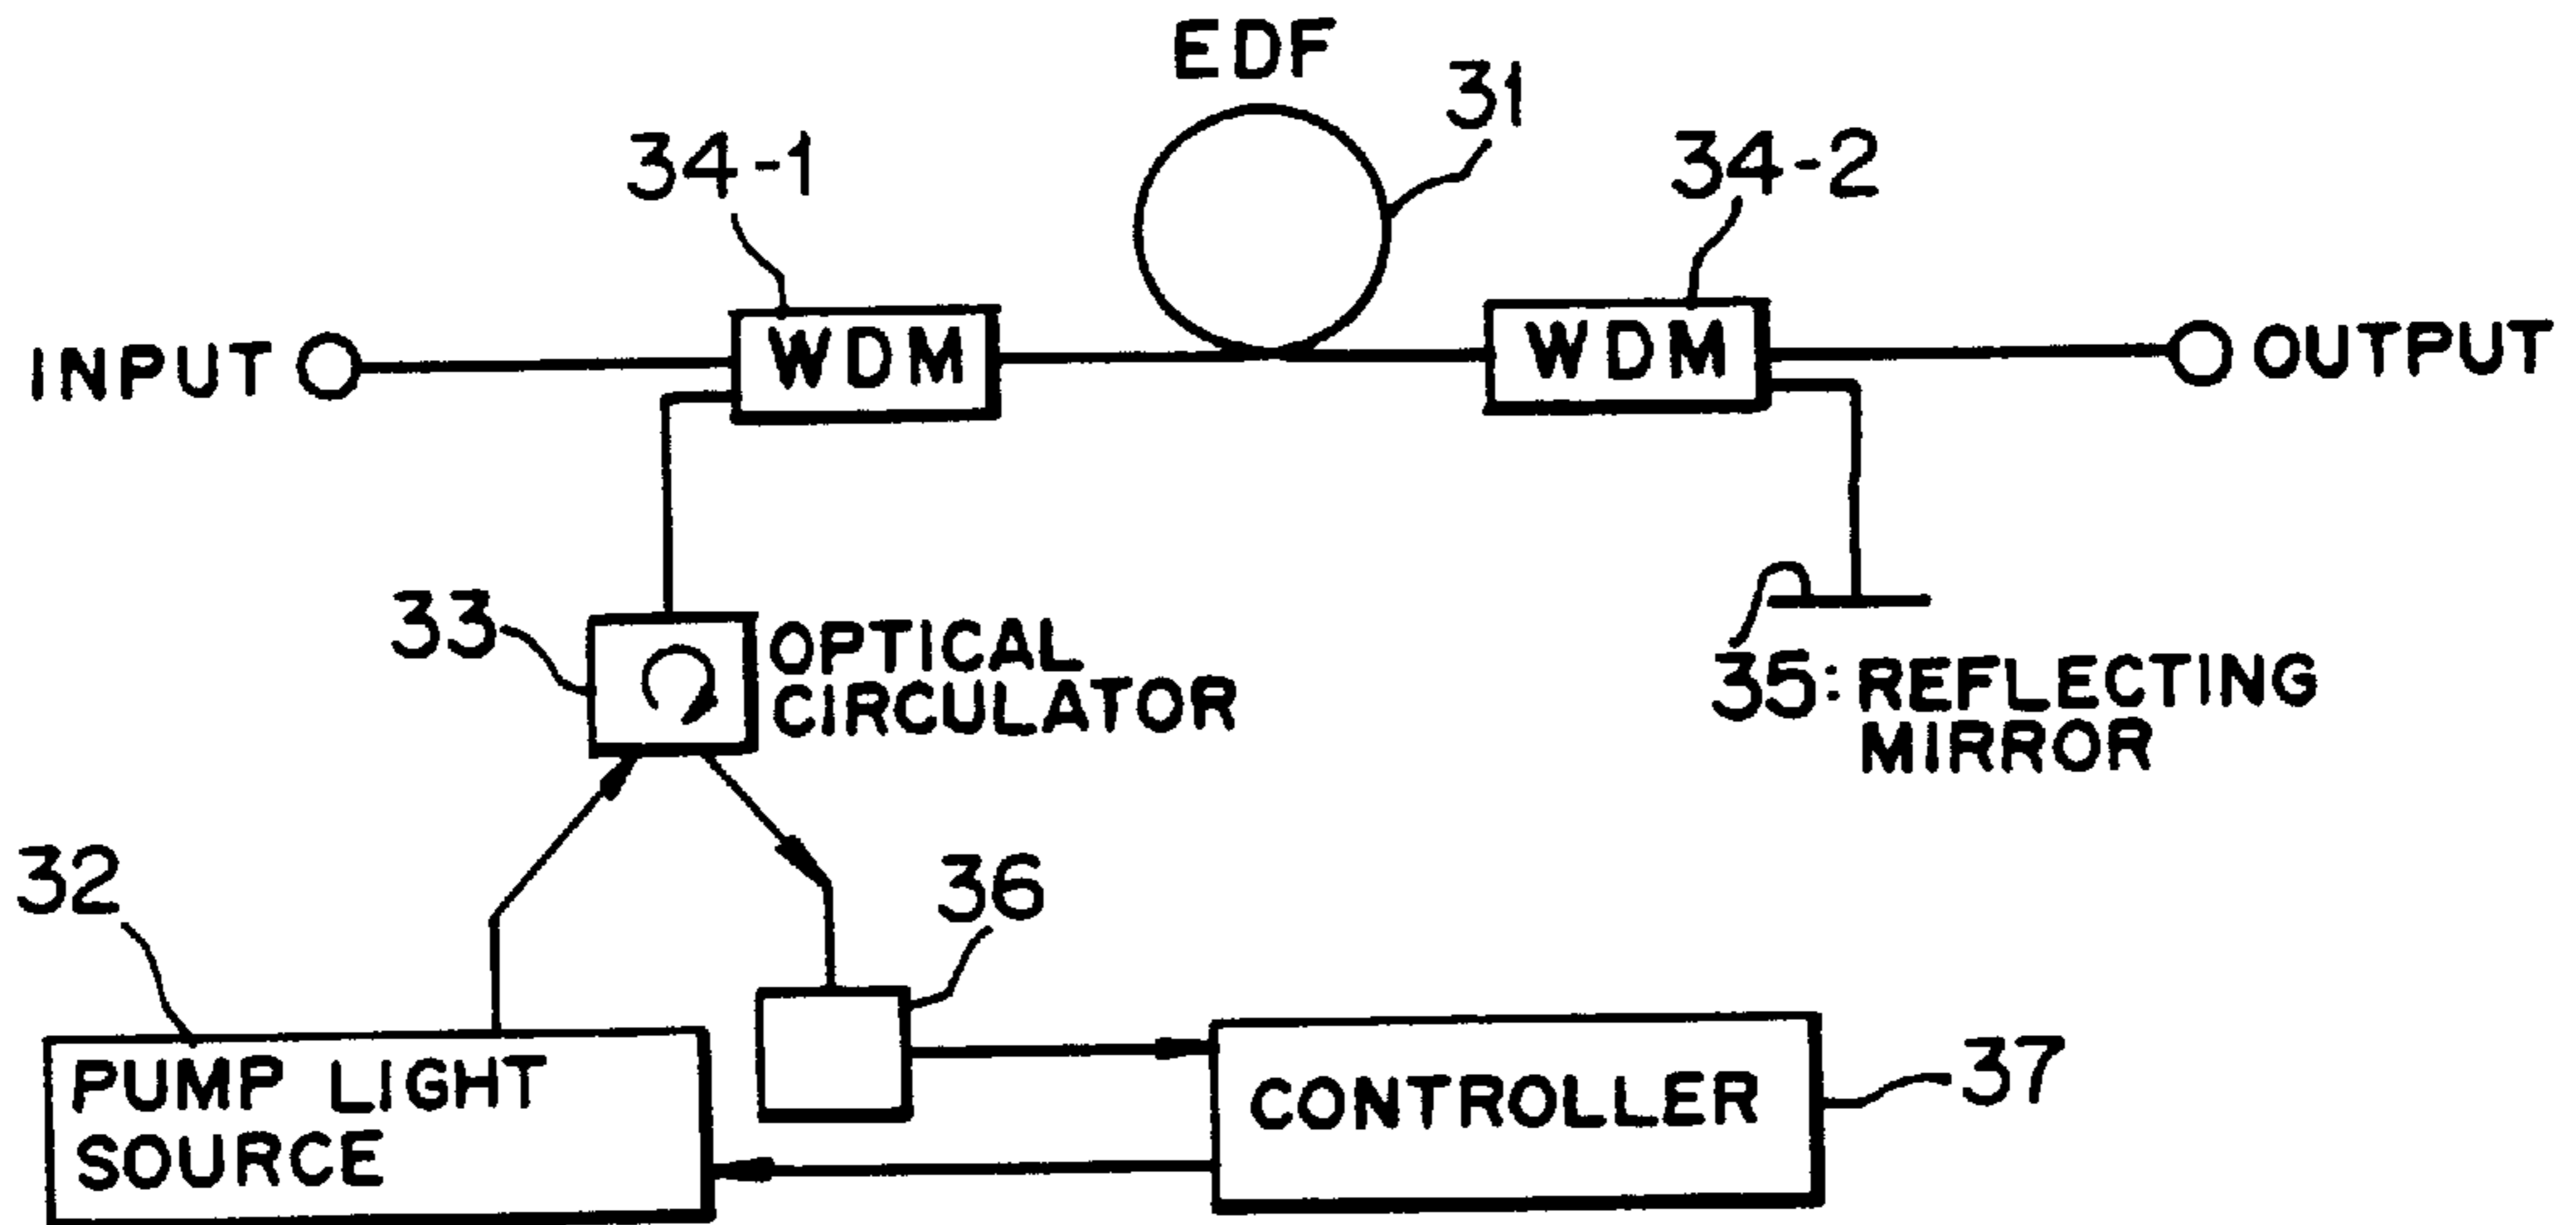 EDF
31
34-1
34-2
INPUT
WDM
WDM
OUTPUT
33
OPTICAL
CIRCULATOR
35: REFLECTING
MIRROR
32
36
PUMP LIGHT
SOURCE
CONTROLLER
37